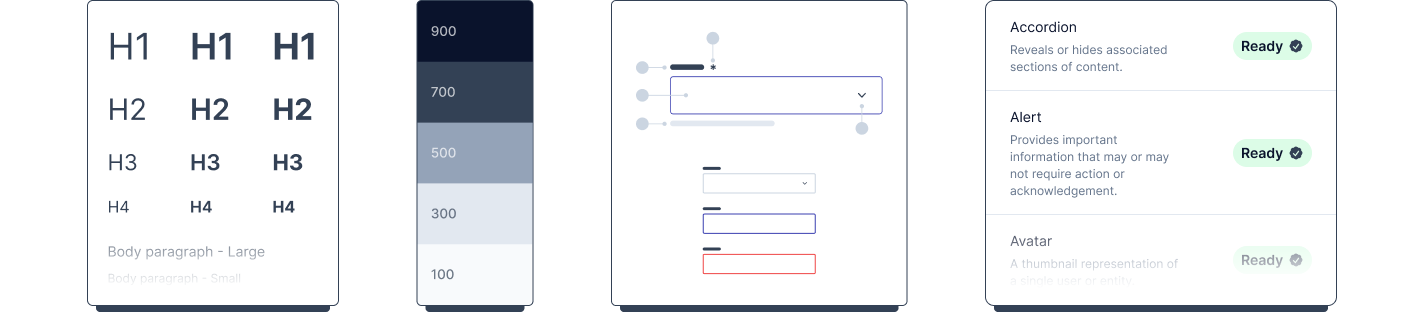 H1 H1 H1
H2 H2 H2
H3 H3 H3
H4 H4 H4
Body paragraph - Large
Body paragraph - Small
900
700
500
300
100
*
Accordion
Reveals or hides associated
sections of content.
Ready
Alert
Provides important
information that may or may
not require action or
acknowledgement.
Ready
Avatar
A thumbnail representation of
a single user or entity.
Ready